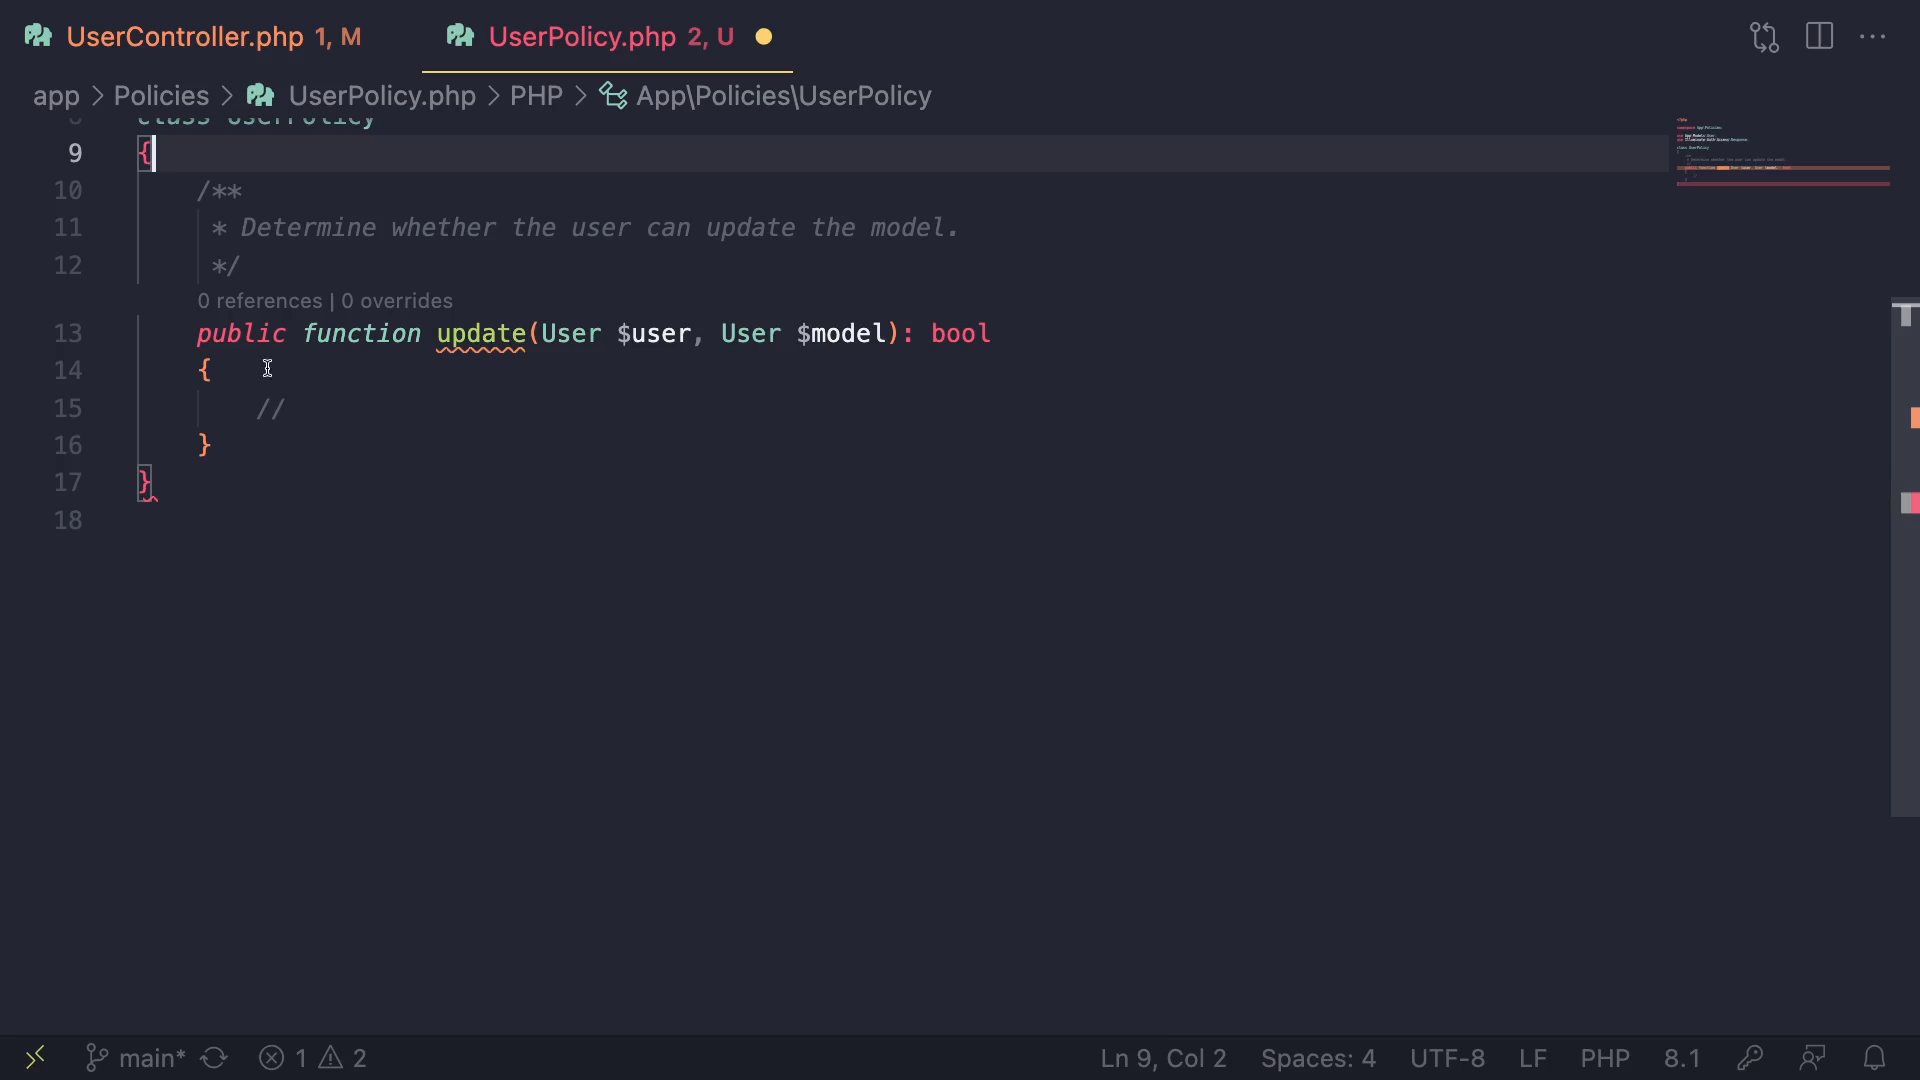 UserController.php 1, M
UserPolicy.php 2, U
app > Policies > UserPolicy.php > PHP > App\Policies\UserPolicy
8 class UserPolicy
9 {
10 /**
11 * Determine whether the user can update the model.
12 */
0 references | 0 overrides
13 public function update(User $user, User $model): bool
14 {
15 //
16 }
17 }
18
main* 1 2 Ln 9, Col 2 Spaces: 4 UTF-8 LF PHP 8.1